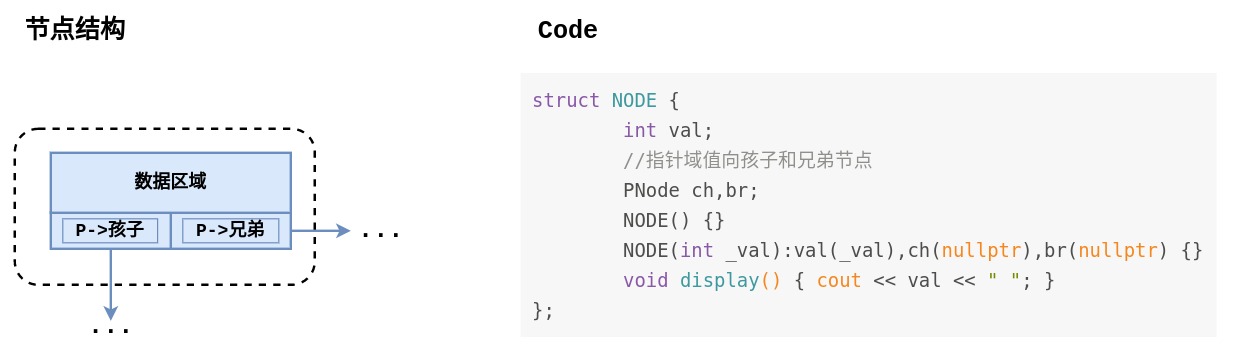 节点结构
数据区域
P->孩子 P->兄弟
...
...
Code
struct NODE {
        int val;
        //指针域值向孩子和兄弟节点
        PNode ch,br;
        NODE() {}
        NODE(int _val):val(_val),ch(nullptr),br(nullptr) {}
        void display() { cout << val << " "; }
};